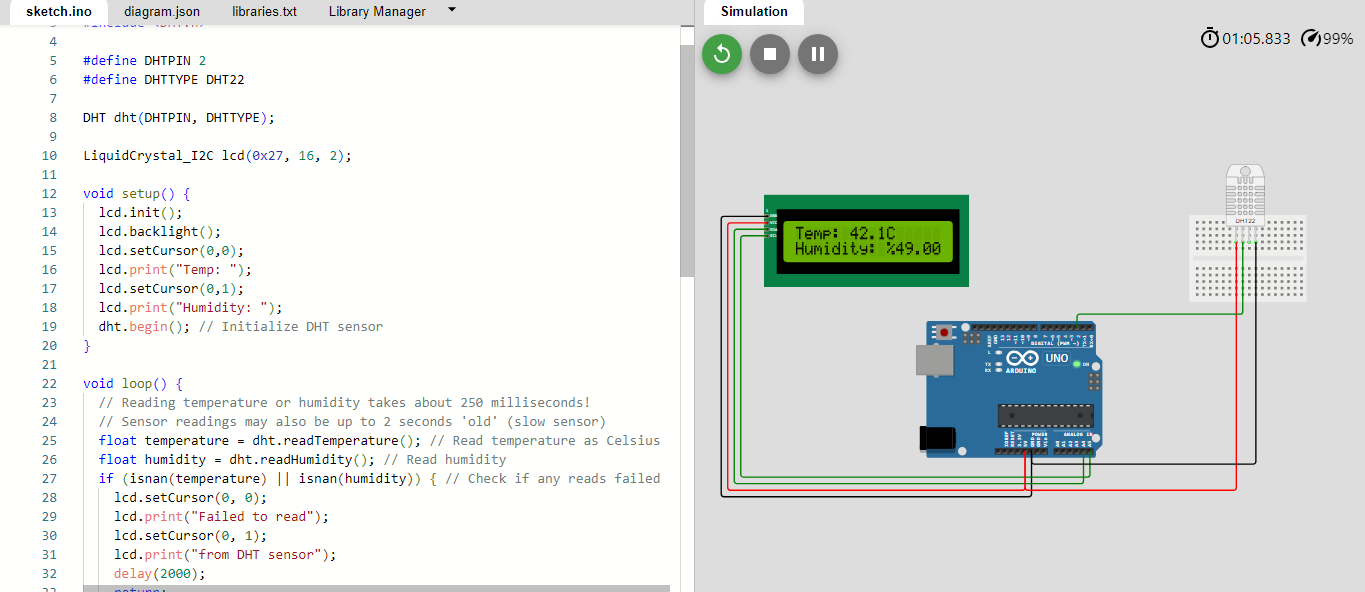 sketch.ino diagram.json libraries.txt Library Manager
Simulation
01:05.833 99%
3 #include <DHT.h>
4
5 #define DHTPIN 2
6 #define DHTTYPE DHT22
7
8 DHT dht(DHTPIN, DHTTYPE);
9
10 LiquidCrystal_I2C lcd(0x27, 16, 2);
11
12 void setup() {
13 lcd.init();
14 lcd.backlight();
15 lcd.setCursor(0,0);
16 lcd.print("Temp: ");
17 lcd.setCursor(0,1);
18 lcd.print("Humidity: ");
19 dht.begin(); // Initialize DHT sensor
20 }
21
22 void loop() {
23 // Reading temperature or humidity takes about 250 milliseconds!
24 // Sensor readings may also be up to 2 seconds 'old' (slow sensor)
25 float temperature = dht.readTemperature(); // Read temperature as Celsius
26 float humidity = dht.readHumidity(); // Read humidity
27 if (isnan(temperature) || isnan(humidity)) { // Check if any reads failed
28 lcd.setCursor(0, 0);
29 lcd.print("Failed to read");
30 lcd.setCursor(0, 1);
31 lcd.print("from DHT sensor");
32 delay(2000);
33 return;
Temp: 42.1C
Humidity: %49.00
DHT22
DIGITAL (PWM ~)
UNO
ARDUINO
L
TX
RX
ON
POWER
ANALOG IN